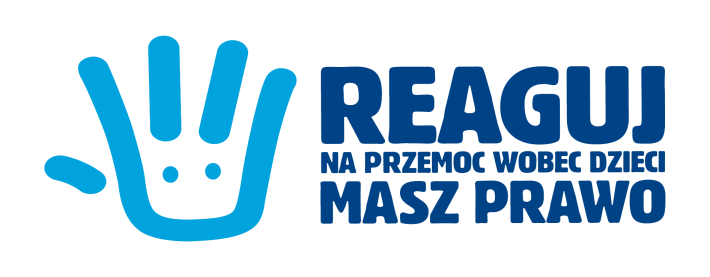 REAGUJ
NA PRZEMOC WOBEC DZIECI
MASZ PRAWO